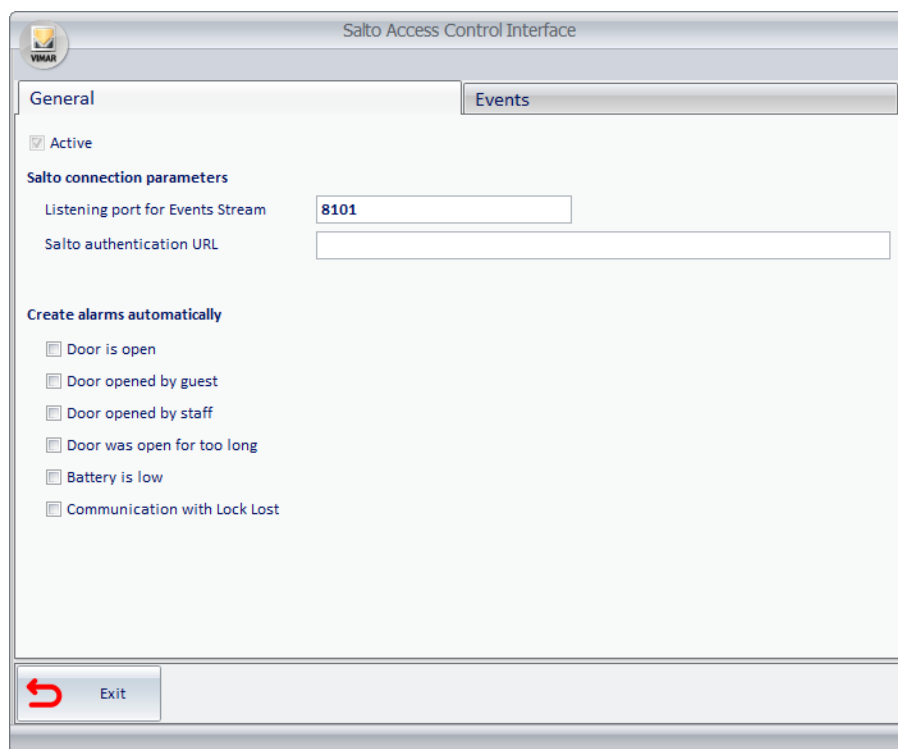 Salto Access Control Interface
VIMAR
General
Events
Active
Salto connection parameters
Listening port for Events Stream
8101
Salto authentication URL
Create alarms automatically
Door is open
Door opened by guest
Door opened by staff
Door was open for too long
Battery is low
Communication with Lock Lost
Exit